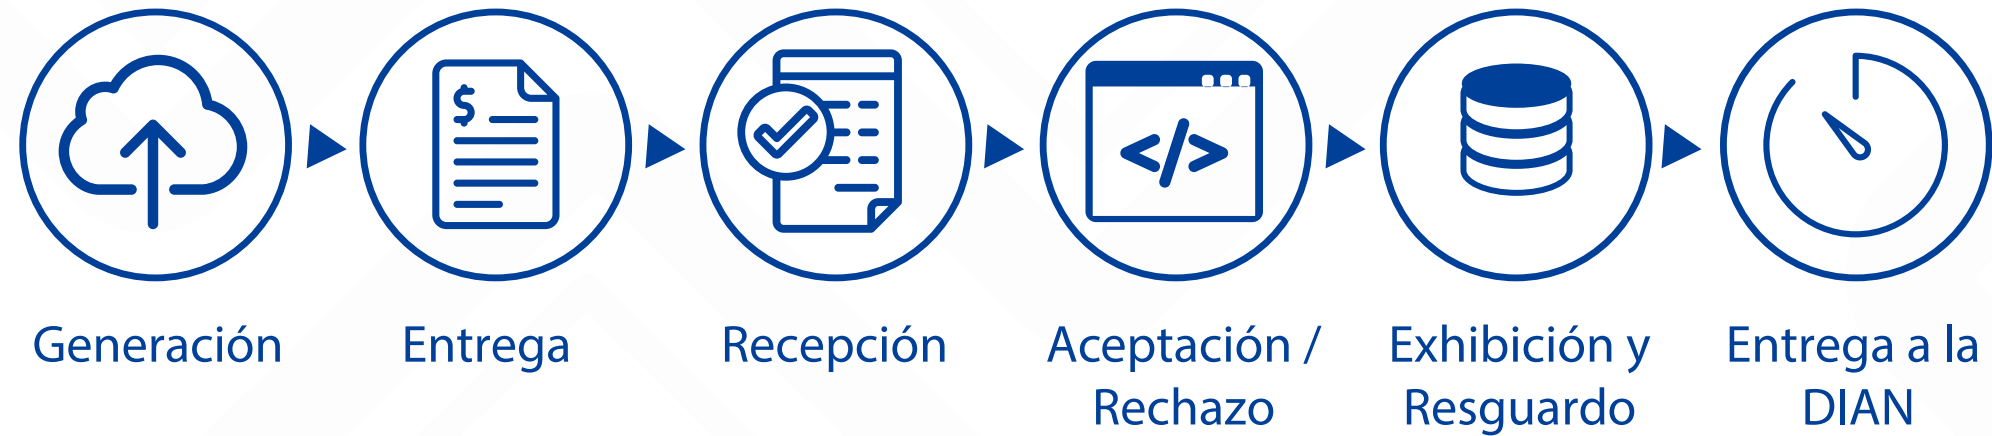 $
</>
Generación
Entrega
Recepción
Aceptación /
Rechazo
Exhibición y
Resguardo
Entrega a la
DIAN